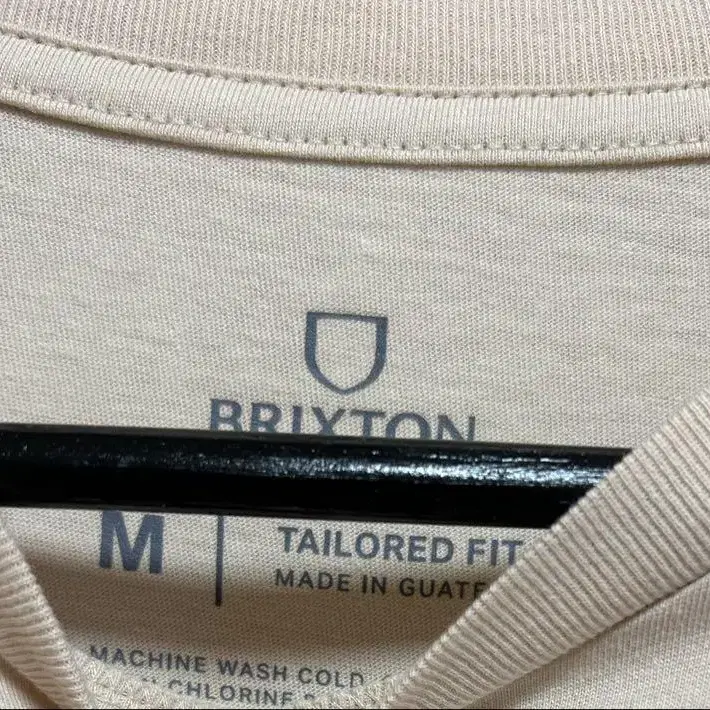 BRIXTON
M
TAILORED FIT
MADE IN GUATE
MACHINE WASH COLD
CHLORINE